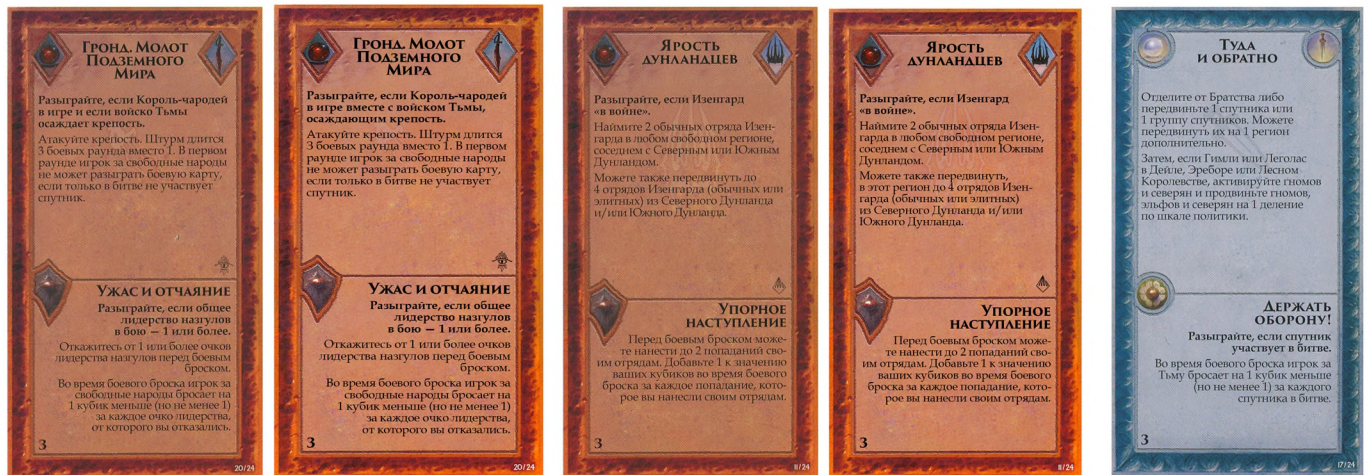 Гронд. Молот
Подземного
Мира
Разыграйте, если Король-чародей
в игре и если войско Тьмы
осаждает крепость.
Атакуйте крепость. Штурм длится
3 боевых раунда вместо 1. В первом
раунде игрок за свободные народы
не может разыграть боевую карту,
если только в битве не участвует
спутник.
Ужас и отчаяние
Разыграйте, если общее
лидерство назгулов
в бою — 1 или более.
Откажитесь от 1 или более очков
лидерства назгулов перед боевым
броском.
Во время боевого броска игрок за
свободные народы бросает на
1 кубик меньше (но не менее 1)
за каждое очко лидерства,
от которого вы отказались.
3
20/24
Гронд. Молот
Подземного
Мира
Разыграйте, если Король-чародей
в игре вместе с войском Тьмы,
осаждающим крепость.
Атакуйте крепость. Штурм длится
3 боевых раунда вместо 1. В первом
раунде игрок за свободные народы
не может разыграть боевую карту,
если только в битве не участвует
спутник.
Ужас и отчаяние
Разыграйте, если общее
лидерство назгулов
в бою — 1 или более.
Откажитесь от 1 или более очков
лидерства назгулов перед боевым
броском.
Во время боевого броска игрок за
свободные народы бросает на
1 кубик меньше (но не менее 1)
за каждое очко лидерства,
от которого вы отказались.
3
20/24
Ярость
дунландцев
Разыграйте, если Изенгард
«в войне».
Наймите 2 обычных отряда Изен-
гарда в любом свободном регионе,
соседнем с Северным или Южным
Дунландом.
Можете также передвинуть до
4 отрядов Изенгарда (обычных или
элитных) из Северного Дунланда
и/или Южного Дунланда.
Упорное
наступление
Перед боевым броском може-
те нанести до 2 попаданий сво-
им отрядам. Добавьте 1 к значению
ваших кубиков во время боевого
броска за каждое попадание, кото-
рое вы нанесли своим отрядам.
3
11/24
Ярость
дунландцев
Разыграйте, если Изенгард
«в войне».
Наймите 2 обычных отряда Изен-
гарда в любом свободном регионе,
соседнем с Северным или Южным
Дунландом.
Можете также передвинуть,
в этот регион до 4 отрядов Изен-
гарда (обычных или элитных)
из Северного Дунланда и/или
Южного Дунланда.
Упорное
наступление
Перед боевым броском може-
те нанести до 2 попаданий сво-
им отрядам. Добавьте 1 к значению
ваших кубиков во время боевого
броска за каждое попадание, кото-
рое вы нанесли своим отрядам.
3
11/24
Туда
и обратно
Отделите от Братства либо
передвиньте 1 спутника или
1 группу спутников. Можете
передвинуть их на 1 регион
дополнительно.
Затем, если Гимли или Леголас
в Дейле, Эреборе или Лесном
Королевстве, активируйте гномов
и северян и продвиньте гномов,
эльфов и северян на 1 деление
по шкале политики.
Держать
оборону!
Разыграйте, если спутник
участвует в битве.
Во время боевого броска игрок за
Тьму бросает на 1 кубик меньше
(но не менее 1) за каждого
спутника в битве.
3
17/24